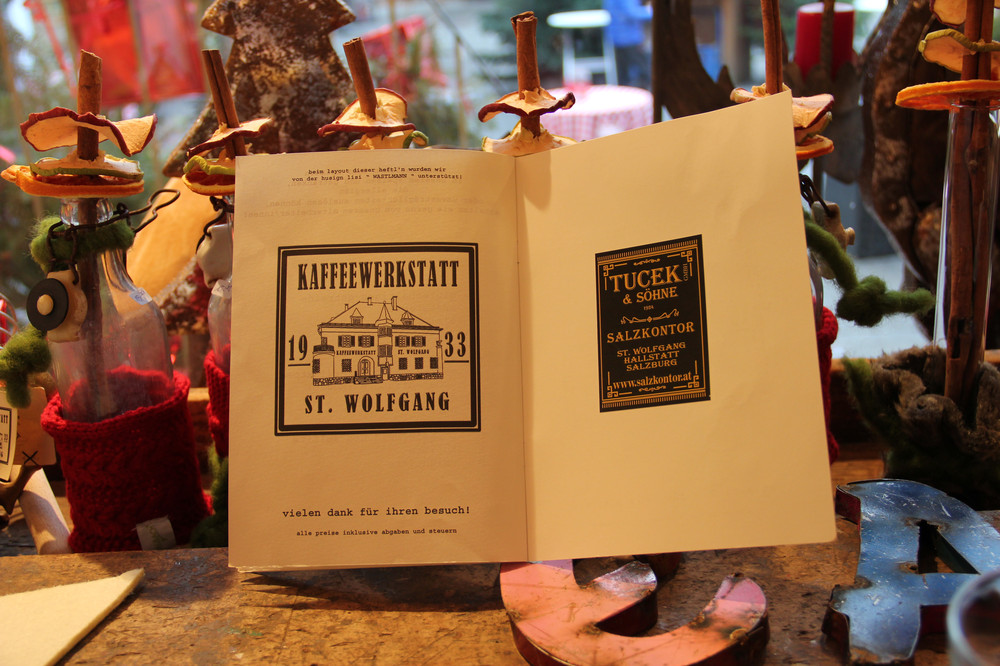 beim layout dieser heftl'n wurden wir
von der husign lisi " WASTLMANN " unterstützt!
KAFFEEWERKSTATT
19 33
KAFFEEWERKSTATT ST. WOLFGANG
ST. WOLFGANG
vielen dank für ihren besuch!
alle preise inklusive abgaben und steuern
TUCEK
& SÖHNE
SALZKONTOR
ST. WOLFGANG
HALLSTATT
SALZBURG
www.salzkontor.at